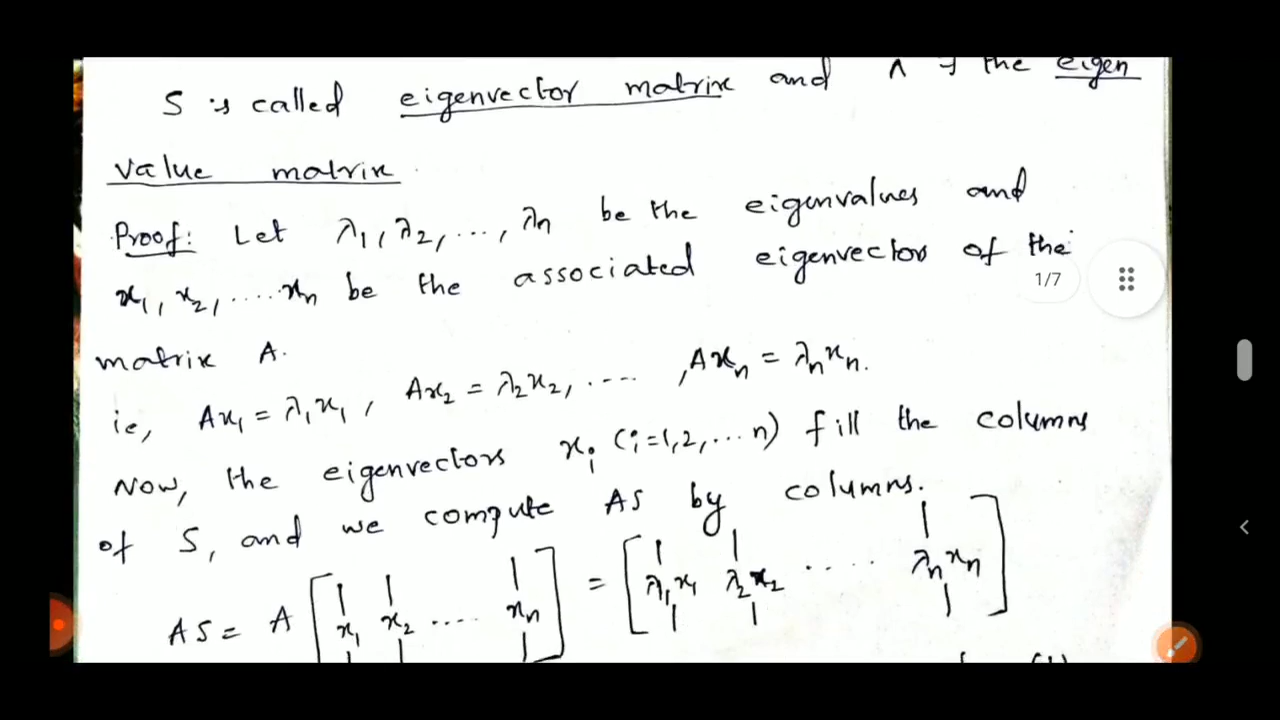 S is called eigenvector matrix and Λ is the eigen
value matrix
Proof: Let λ₁, λ₂, ..., λn be the eigenvalues and
x₁, x₂, .... xn be the associated eigenvector of the
1/7
matrix A.
ie, Ax₁ = λ₁x₁, Ax₂ = λ₂x₂, ...., Axn = λnxn.
Now, the eigenvectors xi (i=1,2,...n) fill the columns
of S, and we compute AS by columns.
AS = A [x₁ x₂ .... xn] = [λ₁x₁ λ₂x₂ ..... λnxn]